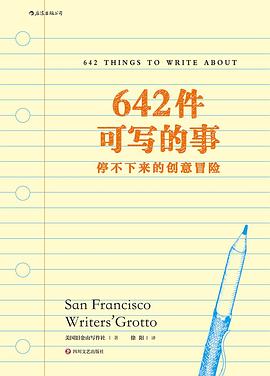 后浪出版公司
642 THINGS TO WRITE ABOUT
642件
可写的事
停不下来的创意冒险
San Francisco
Writers' Grotto
美国旧金山写作社 著 徐阳 译
四川文艺出版社